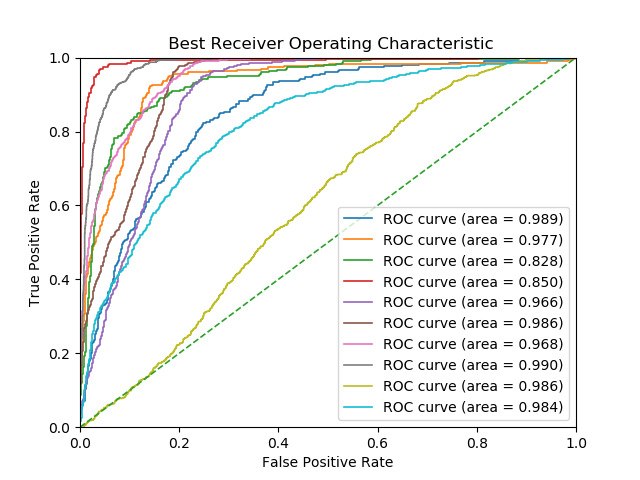 Best Receiver Operating Characteristic
1.0
0.8
0.6
0.4
0.2
0.0
True Positive Rate
ROC curve (area = 0.989)
ROC curve (area = 0.977)
ROC curve (area = 0.828)
ROC curve (area = 0.850)
ROC curve (area = 0.966)
ROC curve (area = 0.986)
ROC curve (area = 0.968)
ROC curve (area = 0.990)
ROC curve (area = 0.986)
ROC curve (area = 0.984)
0.0 0.2 0.4 0.6 0.8 1.0
False Positive Rate